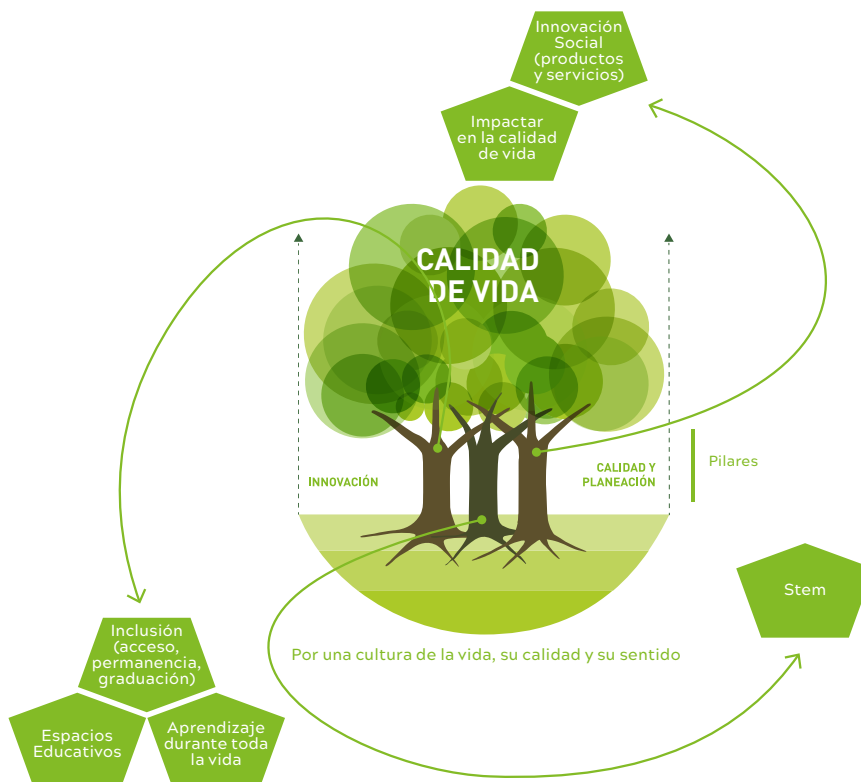 Innovación
Social
(productos
y servicios)
Impactar
en la calidad
de vida
CALIDAD
DE VIDA
INNOVACIÓN
CALIDAD Y
PLANEACIÓN
Pilares
Stem
Por una cultura de la vida, su calidad y su sentido
Inclusión
(acceso,
permanencia,
graduación)
Espacios
Educativos
Aprendizaje
durante toda
la vida